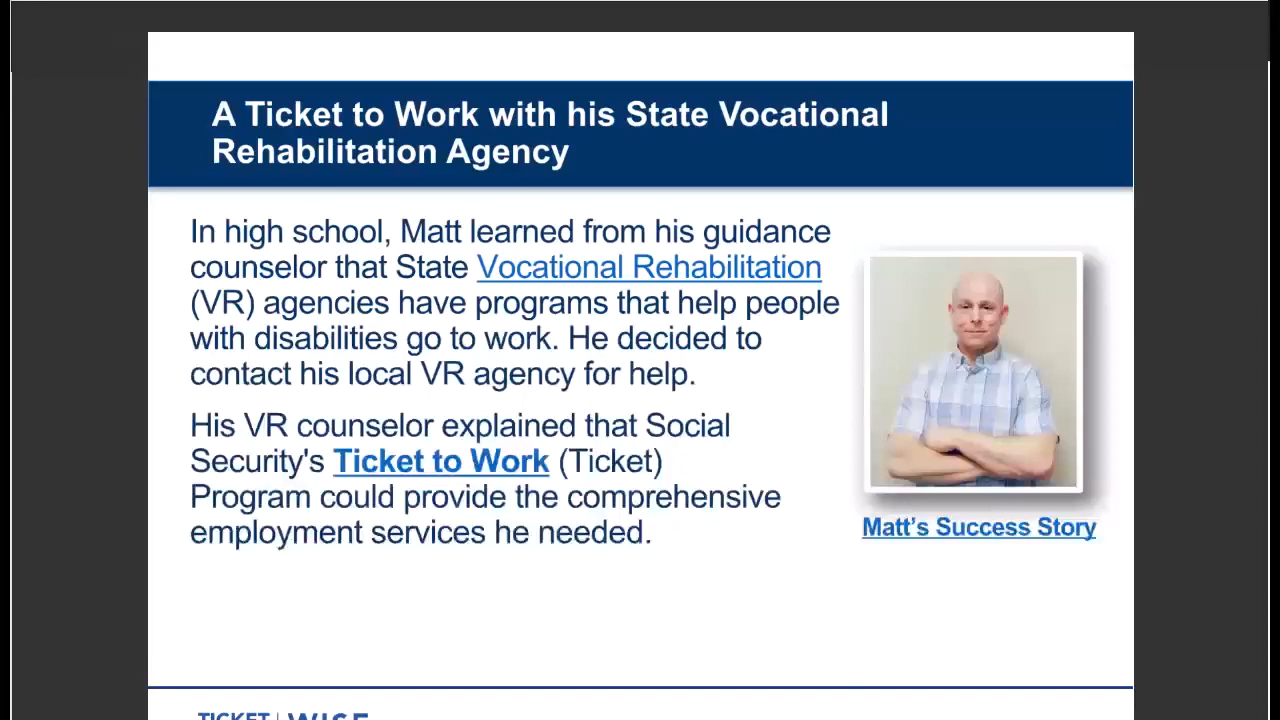 A Ticket to Work with his State Vocational
Rehabilitation Agency
In high school, Matt learned from his guidance
counselor that State Vocational Rehabilitation
(VR) agencies have programs that help people
with disabilities go to work. He decided to
contact his local VR agency for help.
His VR counselor explained that Social
Security's Ticket to Work (Ticket)
Program could provide the comprehensive
employment services he needed.
Matt’s Success Story
TICKET | WISE